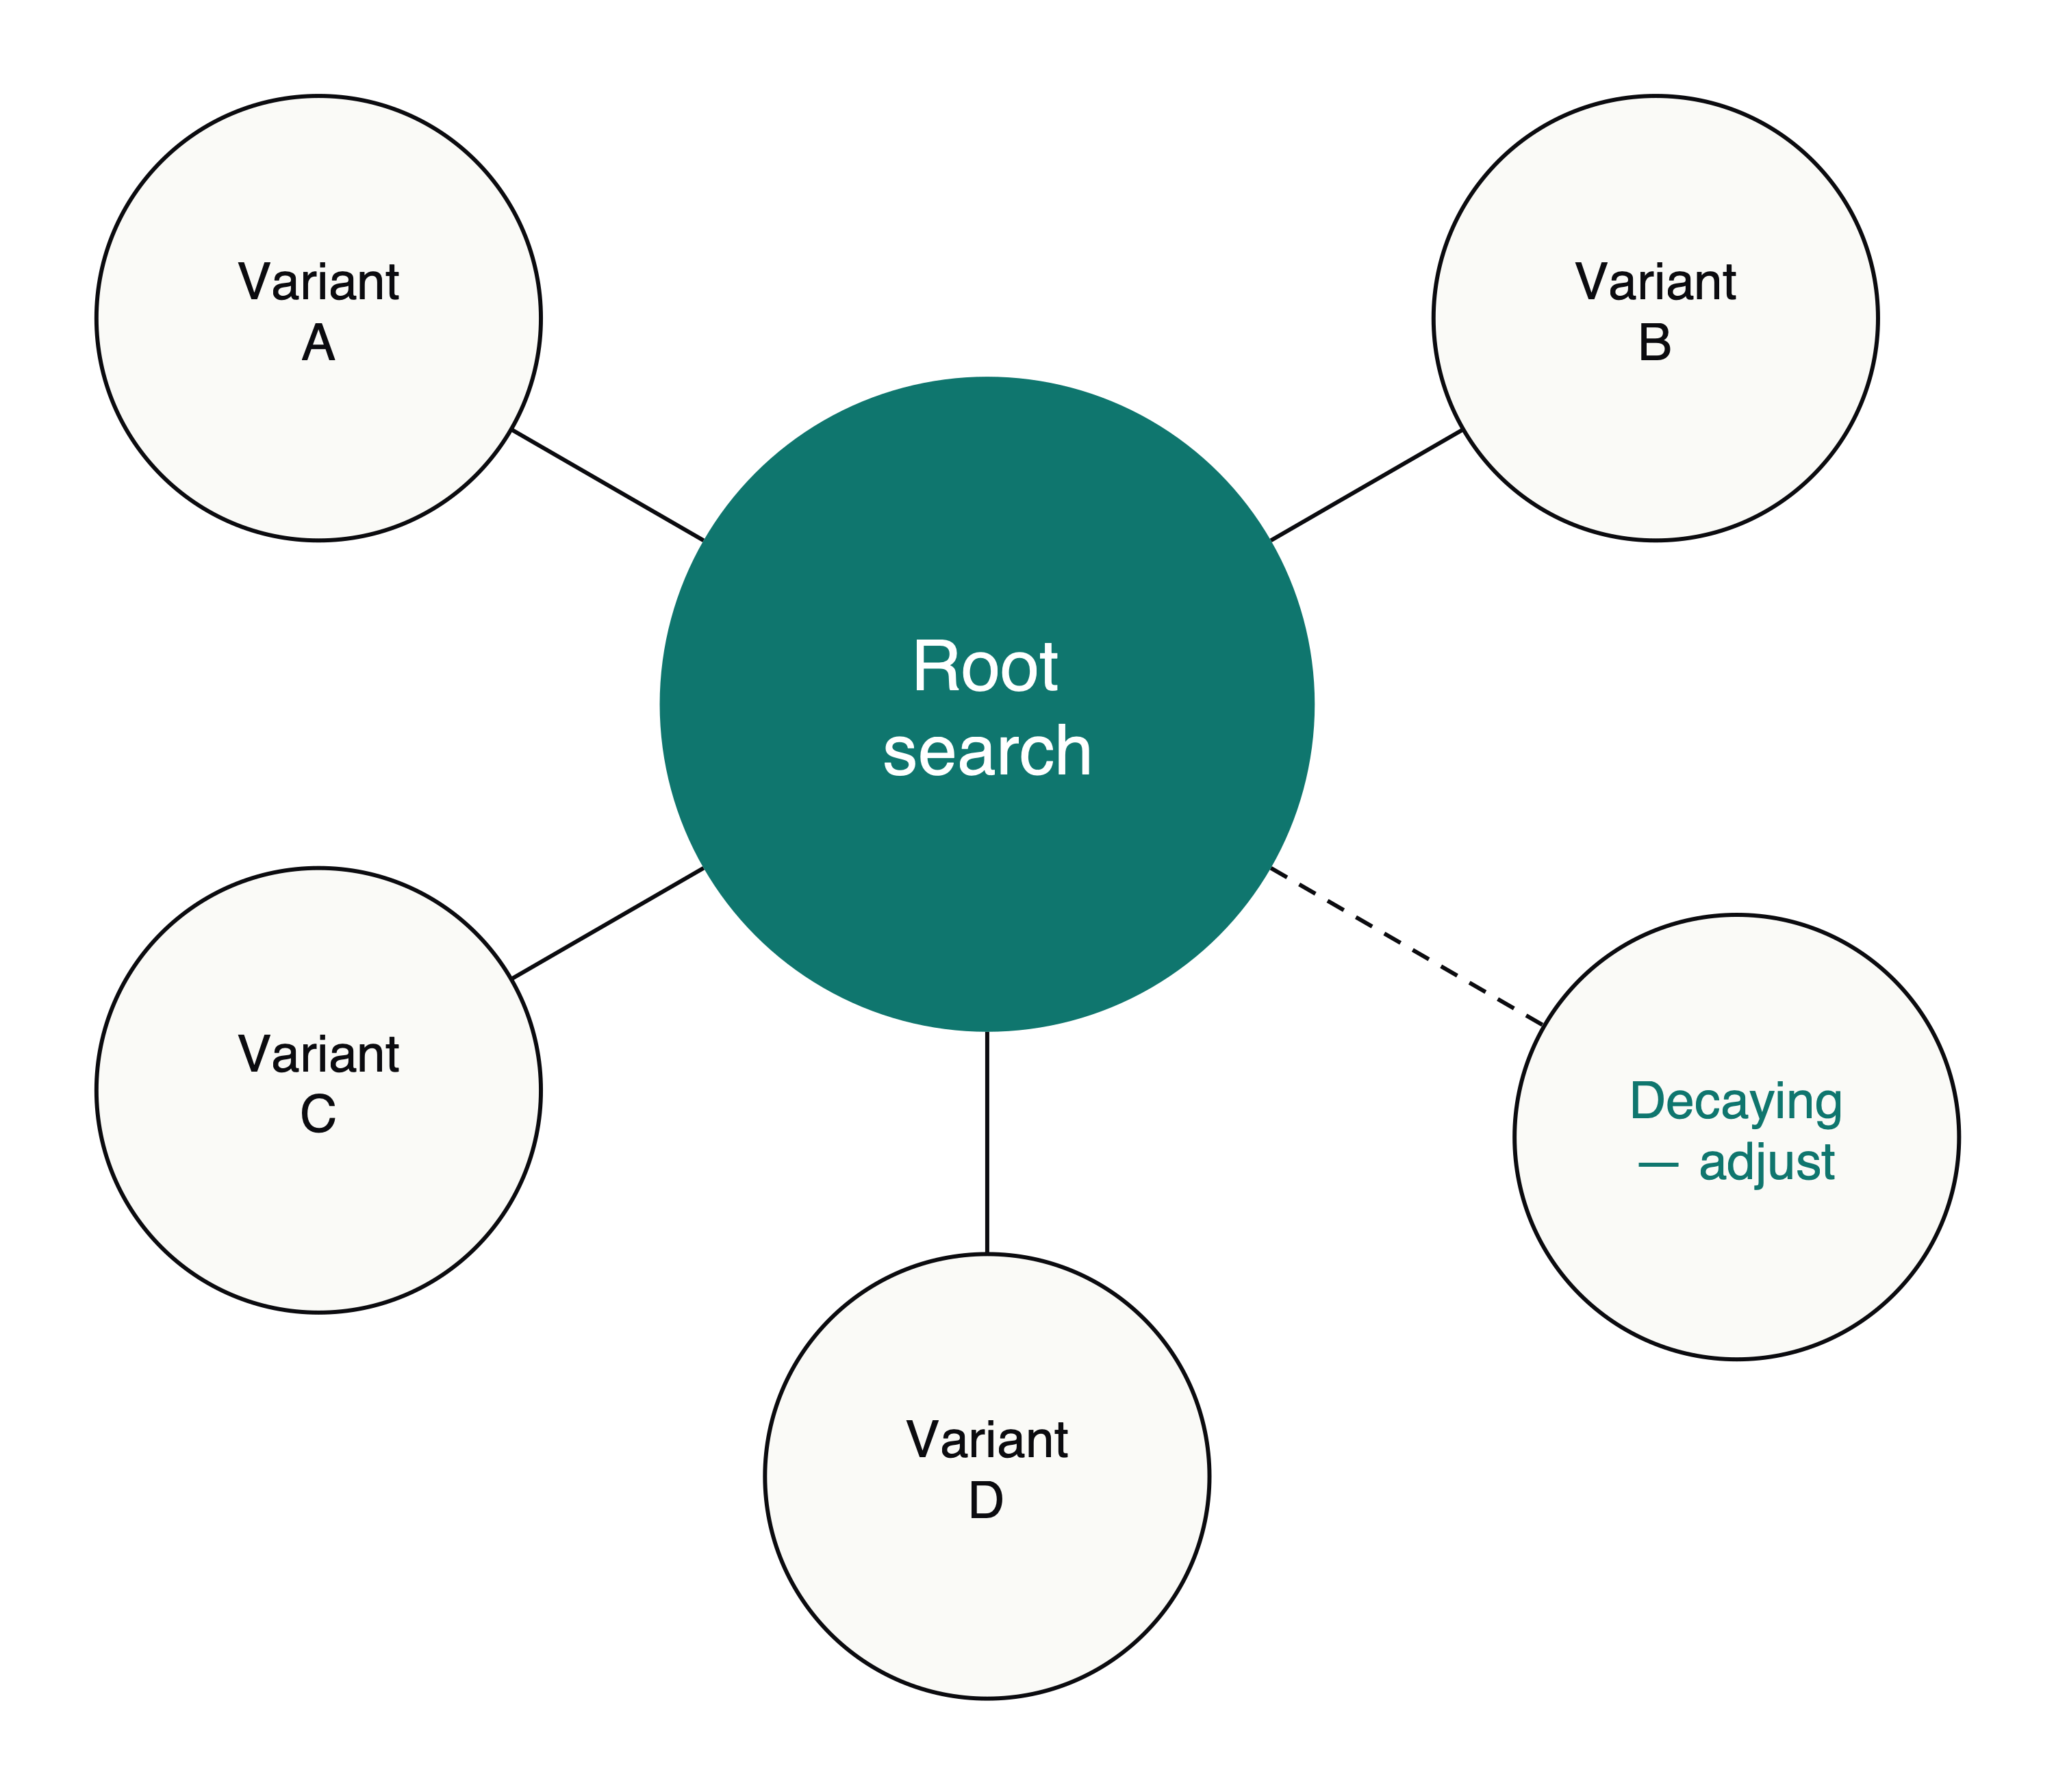 Variant
A
Variant
B
Root
search
Variant
C
Decaying
— adjust
Variant
D